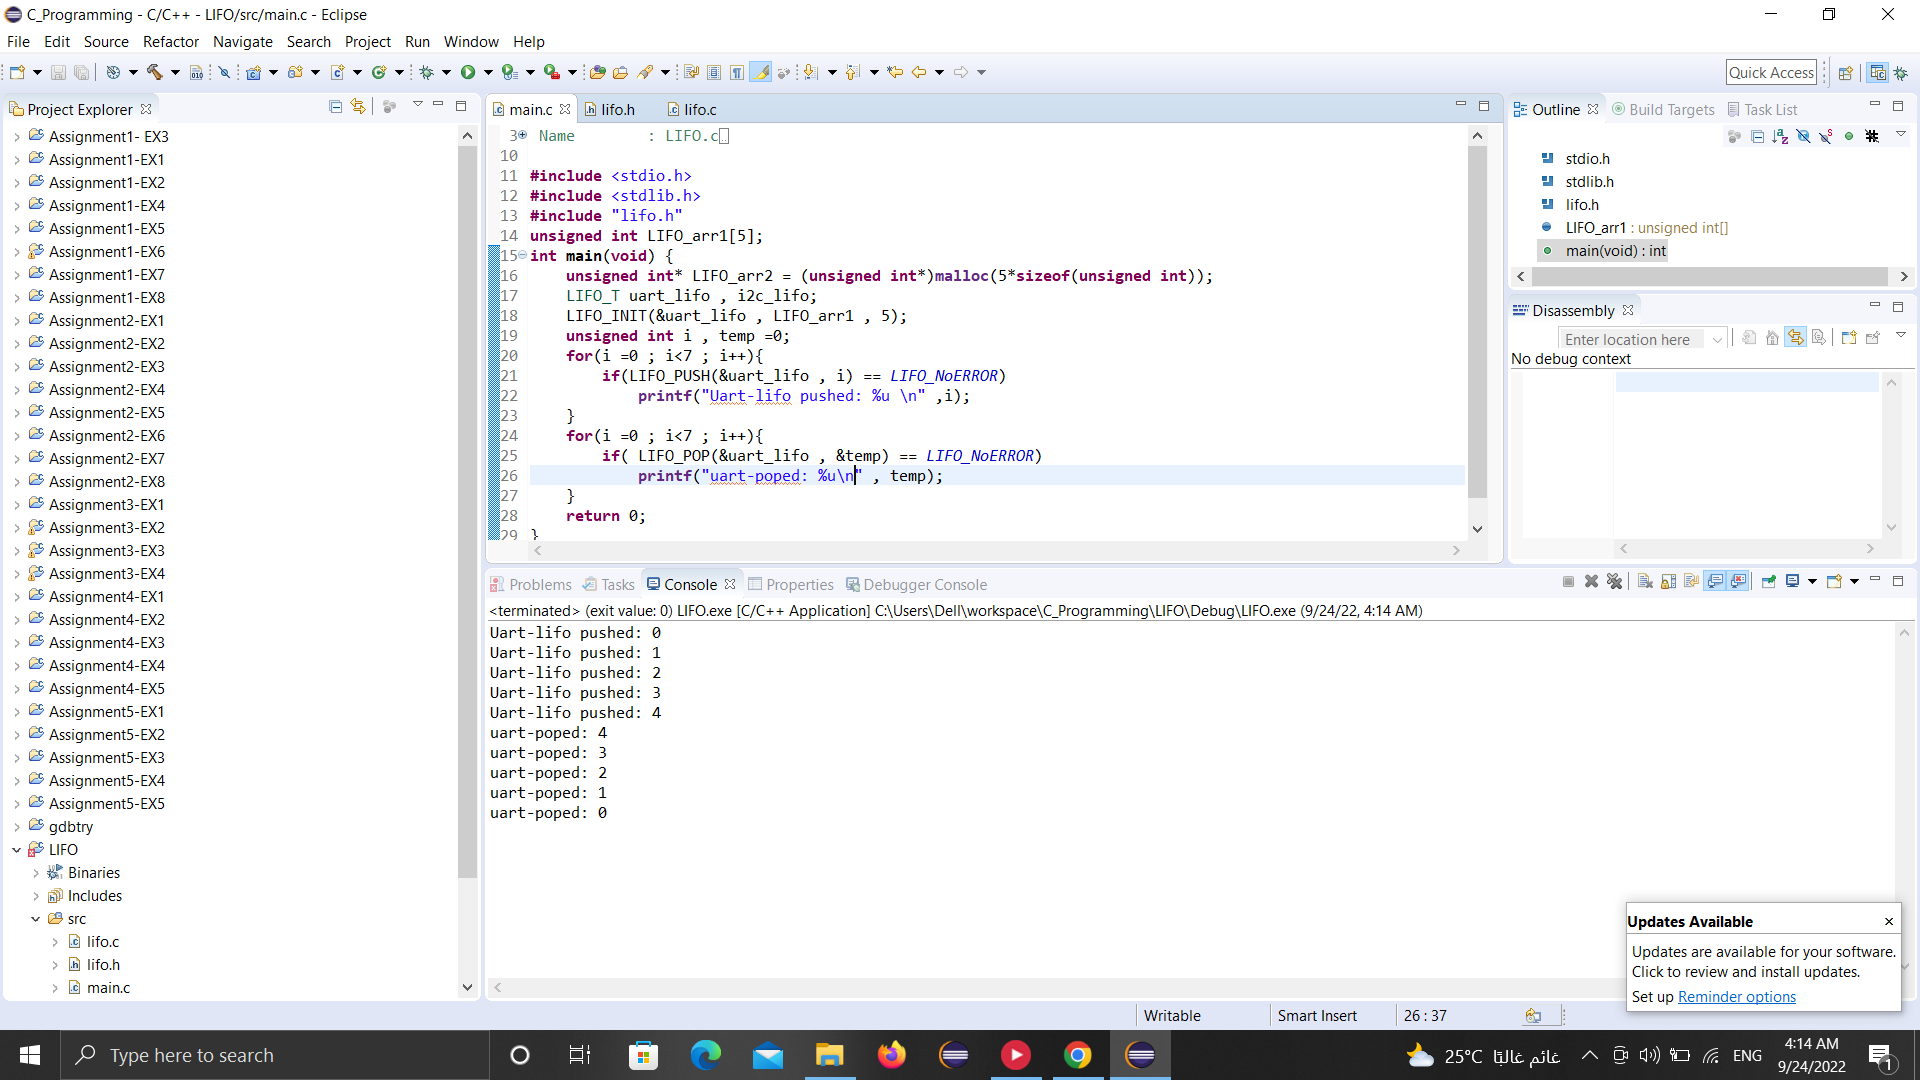 C_Programming - C/C++ - LIFO/src/main.c - Eclipse
File Edit Source Refactor Navigate Search Project Run Window Help
Quick Access
Project Explorer
Assignment1- EX3
Assignment1-EX1
Assignment1-EX2
Assignment1-EX4
Assignment1-EX5
Assignment1-EX6
Assignment1-EX7
Assignment1-EX8
Assignment2-EX1
Assignment2-EX2
Assignment2-EX3
Assignment2-EX4
Assignment2-EX5
Assignment2-EX6
Assignment2-EX7
Assignment2-EX8
Assignment3-EX1
Assignment3-EX2
Assignment3-EX3
Assignment3-EX4
Assignment4-EX1
Assignment4-EX2
Assignment4-EX3
Assignment4-EX4
Assignment4-EX5
Assignment5-EX1
Assignment5-EX2
Assignment5-EX3
Assignment5-EX4
Assignment5-EX5
gdbtry
LIFO
Binaries
Includes
src
lifo.c
lifo.h
main.c
main.c lifo.h lifo.c
3 Name : LIFO.c
10
11 #include <stdio.h>
12 #include <stdlib.h>
13 #include "lifo.h"
14 unsigned int LIFO_arr1[5];
15 int main(void) {
16 unsigned int* LIFO_arr2 = (unsigned int*)malloc(5*sizeof(unsigned int));
17 LIFO_T uart_lifo , i2c_lifo;
18 LIFO_INIT(&uart_lifo , LIFO_arr1 , 5);
19 unsigned int i , temp =0;
20 for(i =0 ; i<7 ; i++){
21 if(LIFO_PUSH(&uart_lifo , i) == LIFO_NoERROR)
22 printf("Uart-lifo pushed: %u \n" ,i);
23 }
24 for(i =0 ; i<7 ; i++){
25 if( LIFO_POP(&uart_lifo , &temp) == LIFO_NoERROR)
26 printf("uart-poped: %u\n" , temp);
27 }
28 return 0;
29 }
Outline Build Targets Task List
stdio.h
stdlib.h
lifo.h
LIFO_arr1 : unsigned int[]
main(void) : int
Disassembly
Enter location here
No debug context
Problems Tasks Console Properties Debugger Console
<terminated> (exit value: 0) LIFO.exe [C/C++ Application] C:\Users\Dell\workspace\C_Programming\LIFO\Debug\LIFO.exe (9/24/22, 4:14 AM)
Uart-lifo pushed: 0
Uart-lifo pushed: 1
Uart-lifo pushed: 2
Uart-lifo pushed: 3
Uart-lifo pushed: 4
uart-poped: 4
uart-poped: 3
uart-poped: 2
uart-poped: 1
uart-poped: 0
Updates Available
Updates are available for your software.
Click to review and install updates.
Set up Reminder options
Writable Smart Insert 26 : 37
Type here to search
25°C غائم غالبًا
ENG
4:14 AM
9/24/2022
1